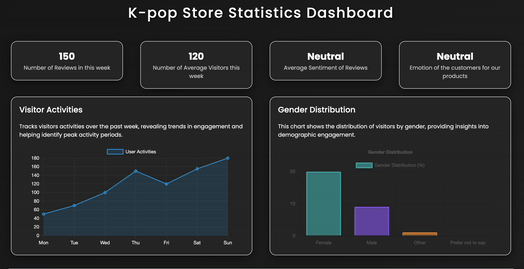 K-pop Store Statistics Dashboard
150
Number of Reviews in this week
120
Number of Average Visitors this
week
Neutral
Average Sentiment of Reviews
Neutral
Emotion of the customers for our
products
Visitor Activities
Tracks visitors activities over the past week, revealing trends in engagement and
helping identify peak activity periods.
User Activities
180
160
140
120
100
80
60
40
20
0
Mon Tue Wed Thu Fri Sat Sun
Gender Distribution
This chart shows the distribution of visitors by gender, providing insights into
demographic engagement.
Gender Distribution
Gender Distribution (%)
Female Male Other Prefer not to say